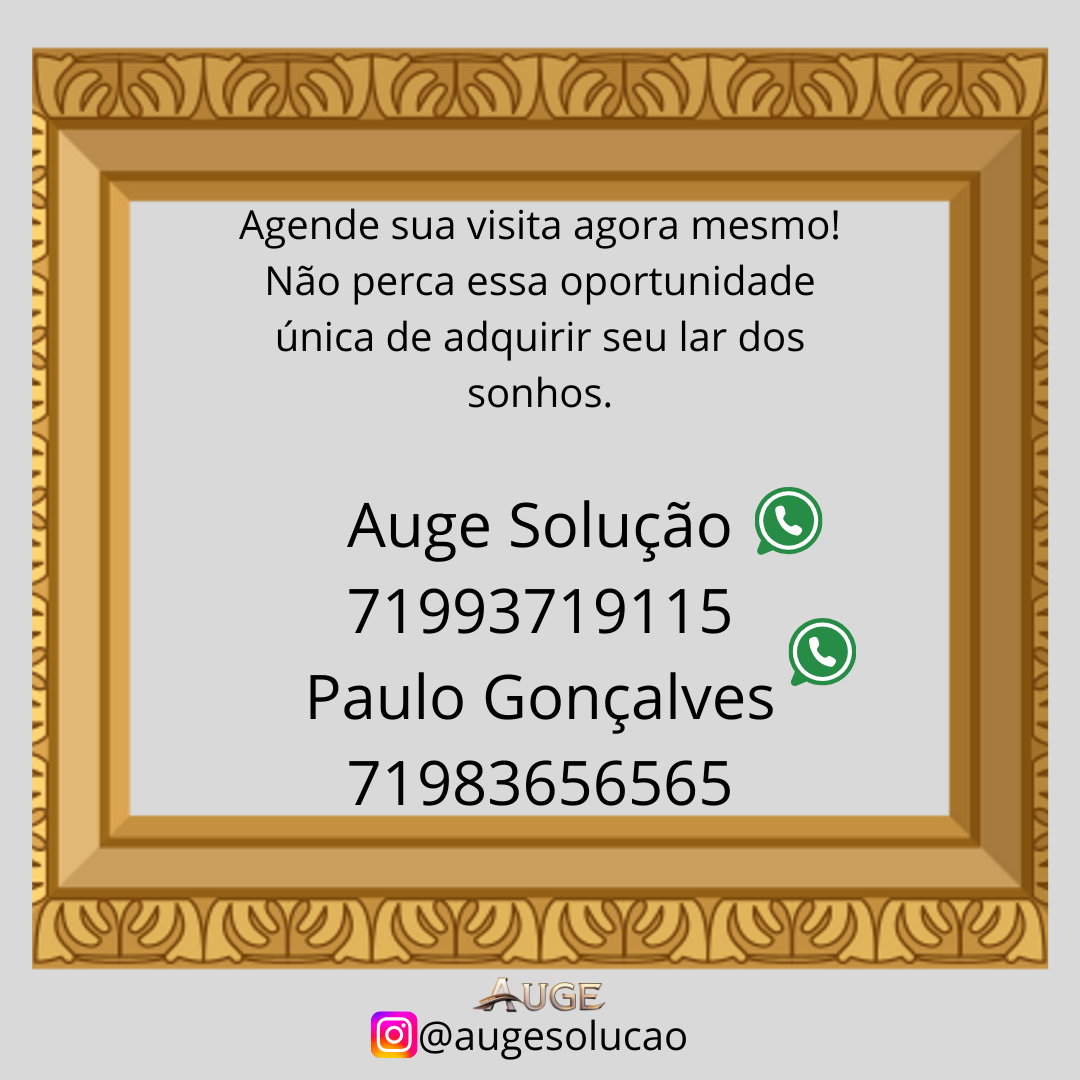 Agende sua visita agora mesmo!
Não perca essa oportunidade
única de adquirir seu lar dos
sonhos.
Auge Solução
71993719115
Paulo Gonçalves
71983656565
AUGE
@augesolucao